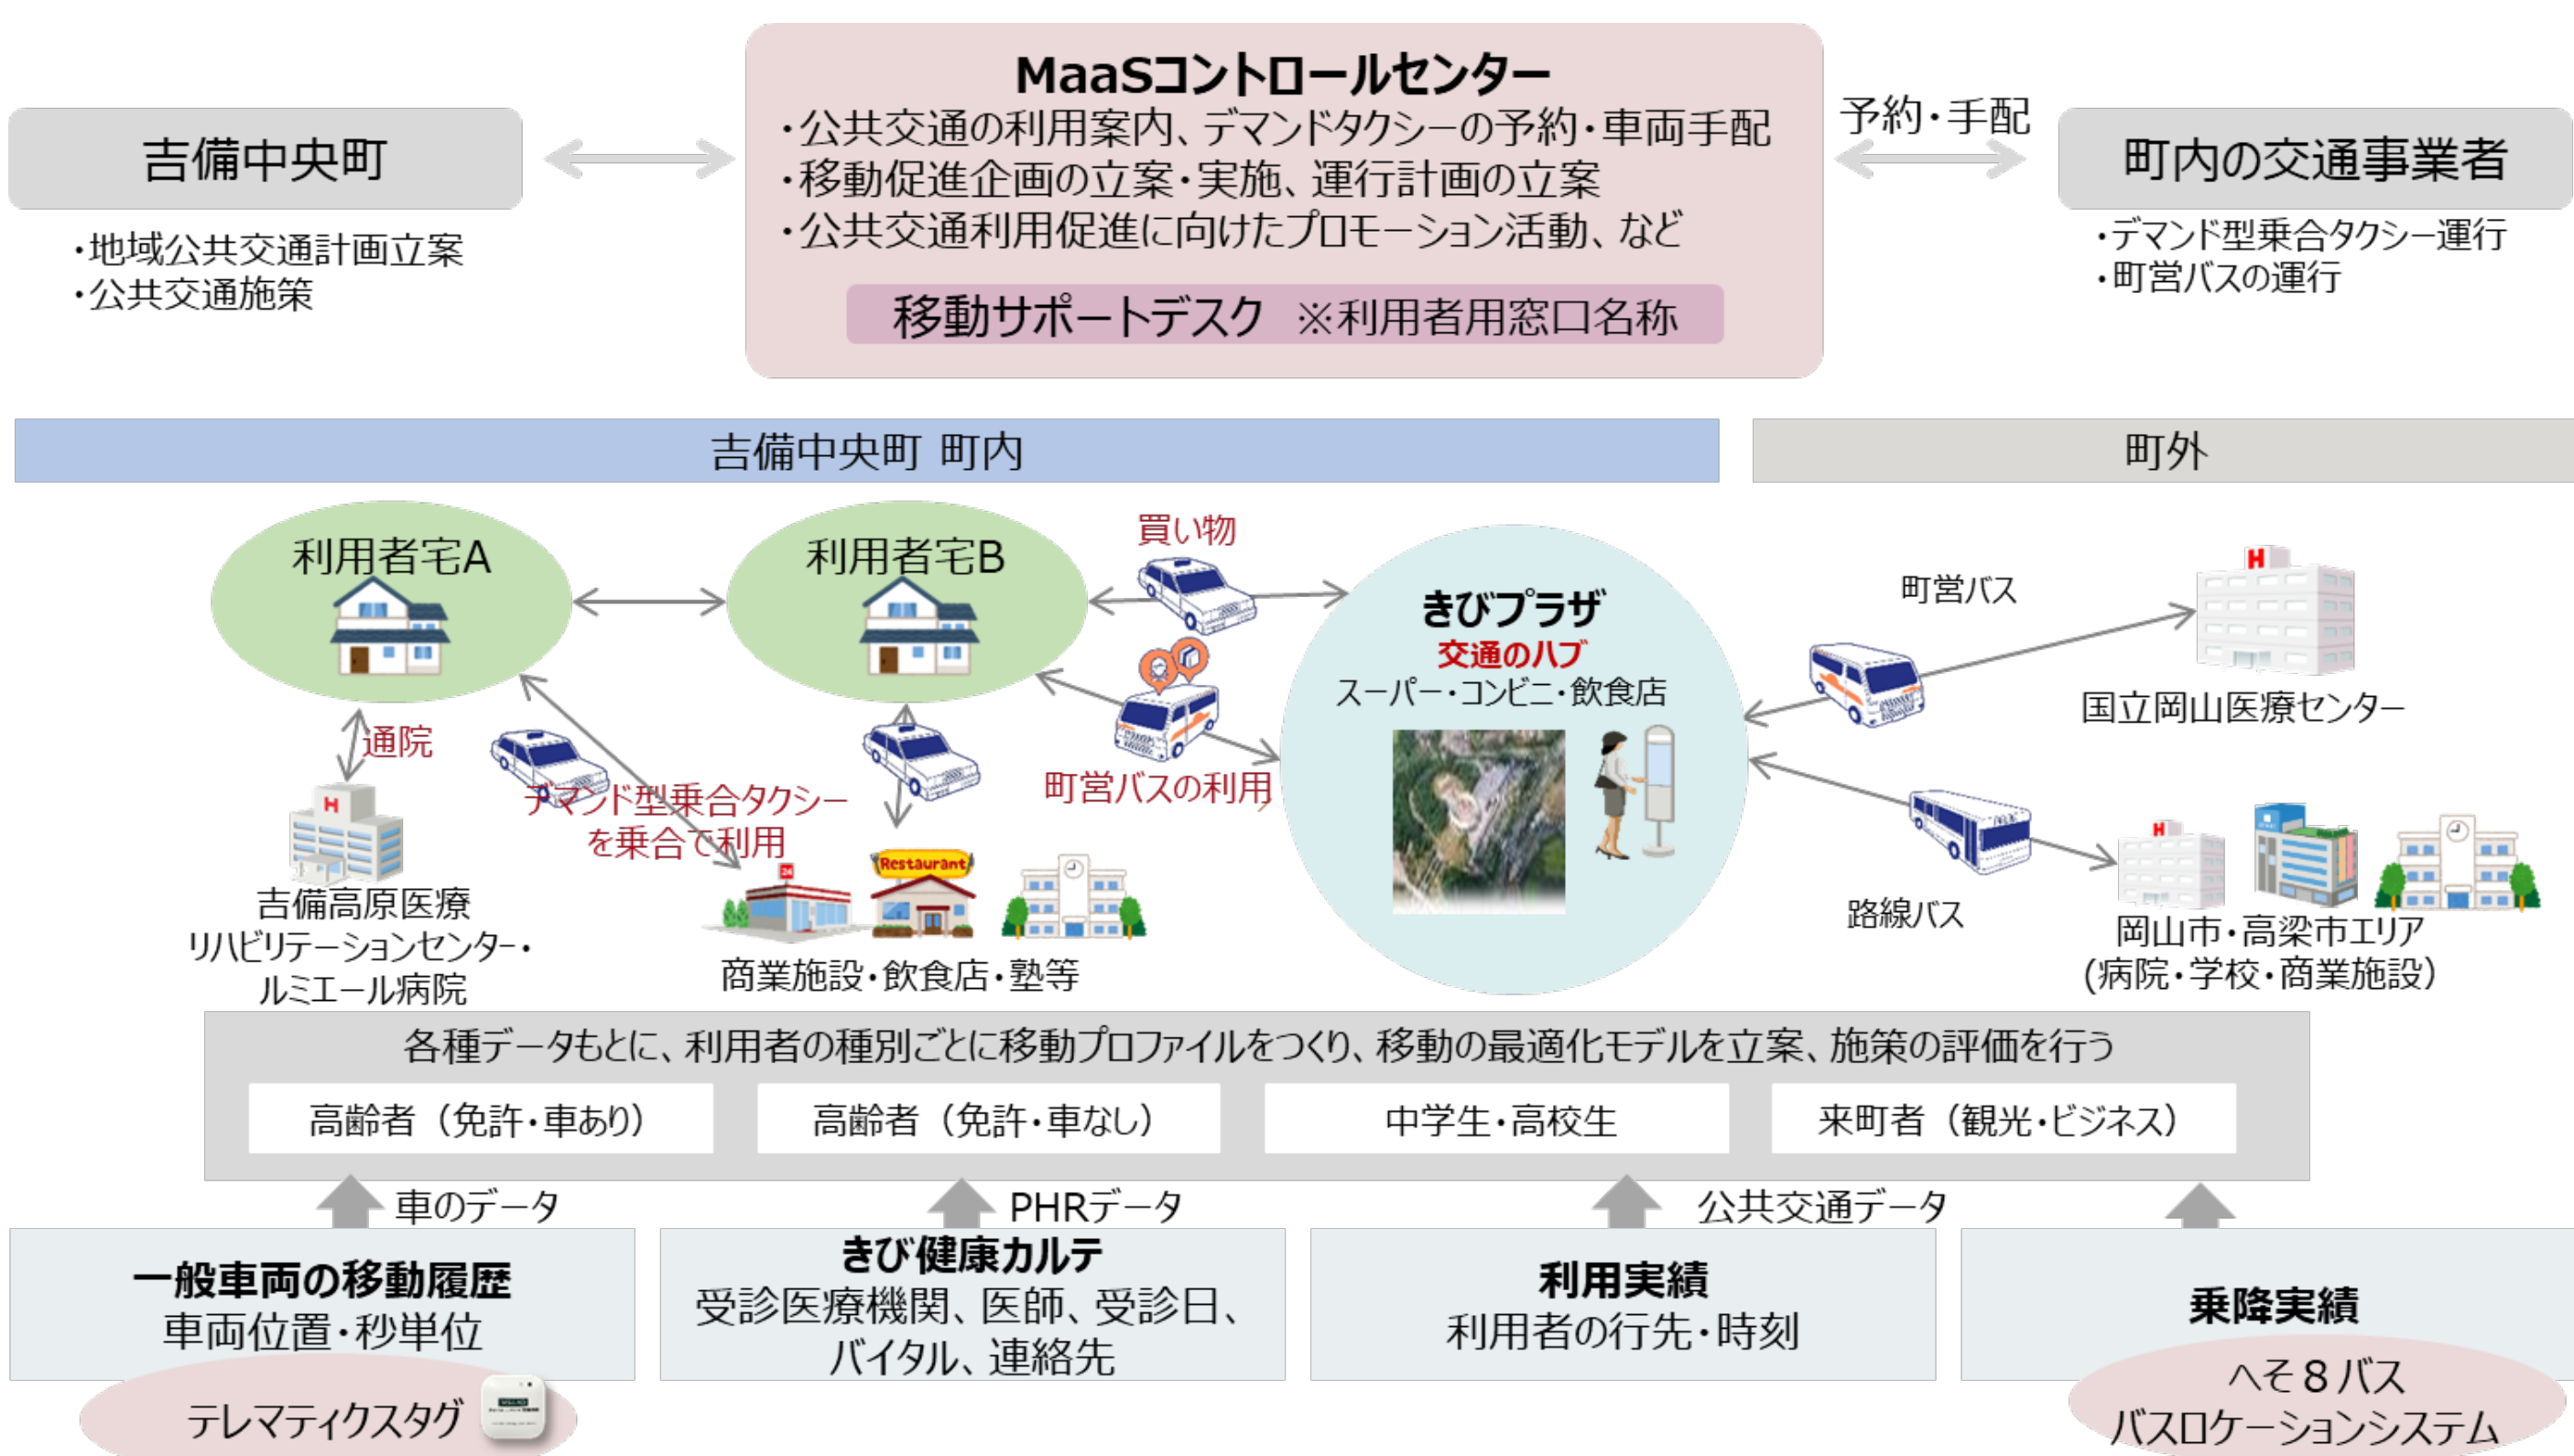 MaaSコントロールセンター
・公共交通の利用案内、デマンドタクシーの予約・車両手配
・移動促進企画の立案・実施、運行計画の立案
・公共交通利用促進に向けたプロモーション活動、など
移動サポートデスク ※利用者用窓口名称
吉備中央町
・地域公共交通計画立案
・公共交通施策
予約・手配
町内の交通事業者
・デマンド型乗合タクシー運行
・町営バスの運行
吉備中央町 町内
町外
利用者宅A
利用者宅B
買い物
きびプラザ
交通のハブ
スーパー・コンビニ・飲食店
町営バス
H
国立岡山医療センター
通院
デマンド型乗合タクシー
を乗合で利用
町営バスの利用
H
吉備高原医療
リハビリテーションセンター・
ルミエール病院
24
Restaurant
商業施設・飲食店・塾等
路線バス
H
岡山市・高梁市エリア
(病院・学校・商業施設)
各種データもとに、利用者の種別ごとに移動プロファイルをつくり、移動の最適化モデルを立案、施策の評価を行う
高齢者（免許・車あり）
高齢者（免許・車なし）
中学生・高校生
来町者（観光・ビジネス）
車のデータ
PHRデータ
公共交通データ
一般車両の移動履歴
車両位置・秒単位
テレマティクスタグ
きび健康カルテ
受診医療機関、医師、受診日、
バイタル、連絡先
利用実績
利用者の行先・時刻
乗降実績
へそ８バス
バスロケーションシステム